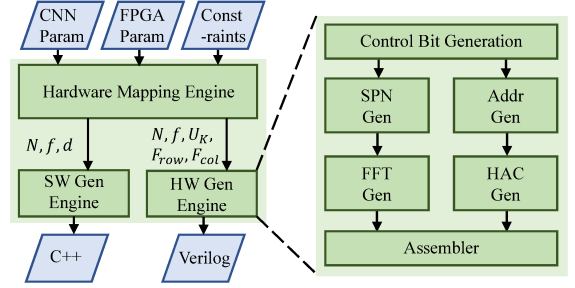 CNN
Param
FPGA
Param
Const
-raints
Hardware Mapping Engine
N, f, d
N, f, U_K,
F_row, F_col
SW Gen
Engine
HW Gen
Engine
C++
Verilog
Control Bit Generation
SPN
Gen
Addr
Gen
FFT
Gen
HAC
Gen
Assembler